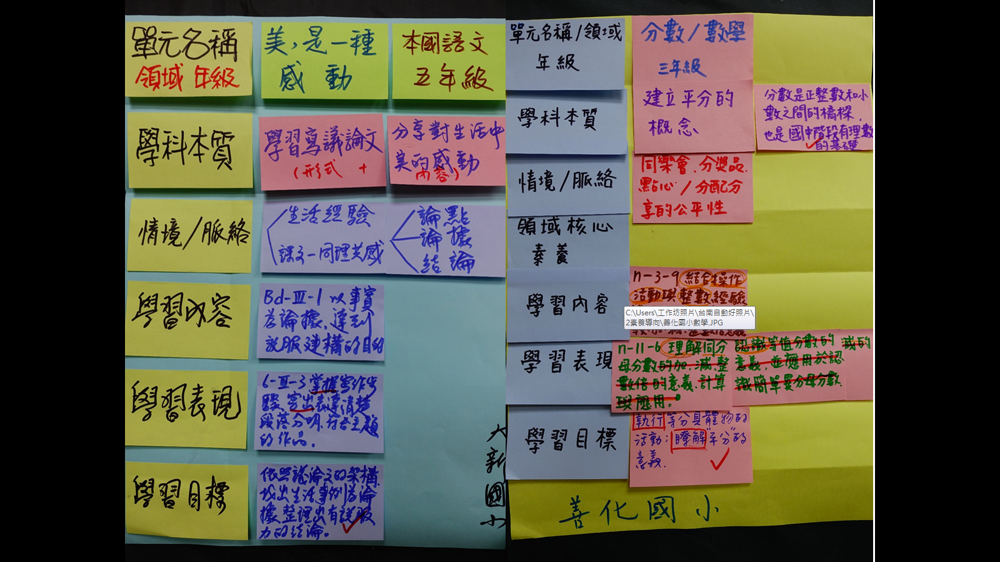 單元名稱
領域 年級
美,是一種
感動
本國語文
五年級
學科本質
學習寫議論文
(形式 +
分享對生活中
美的感動
內容)
情境/脈絡
生活經驗
課文-同理共感
論點
論據
結論
學習內容
Bd-III-1 以事實
為論據,達到
說服建構的目的
學習表現
6-III-3 掌握寫作步
驟,寫出表達清楚
段落分明,符合主題
的作品。
學習目標
依照議論文的架構
找出生活事例為論
據,整理出有說服
力的結論。
大新國小
單元名稱/領域
年級
分數/數學
三年級
學科本質
建立平分的
概念
分數是正整數和小
數之間的橋樑,
也是國中階段有理數
的基礎
情境/脈絡
同樂會、分獎品、
點心/分配分
享的公平性
領域核心
素養
學習內容
n-3-9 結合操作
活動與整數經驗
C:\Users\工作坊照片\台南自動好照片\
2素養導向\善化國小數學.JPG
學習表現
n-II-6 理解同分
母分數的加、減、整
數倍的意義、計算
與應用。
認識等值分數的
意義,並應用於認
識簡單異分母分數
減的
學習目標
執行等分具體物的
活動;瞭解"平分"的
意義.
善化國小